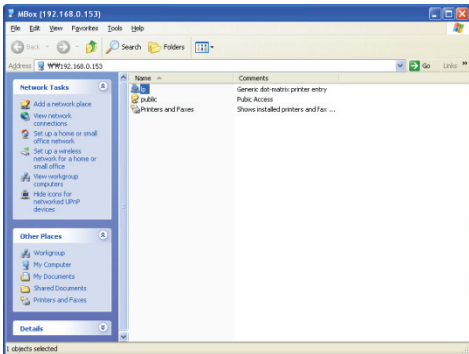 MBox (192.168.0.153)
File Edit View Favorites Tools Help
Back Search Folders
Address ₩₩192.168.0.153 Go Links »
Network Tasks
Add a network place
View network
connections
Set up a home or small
office network
Set up a wireless
network for a home or
small office
View workgroup
computers
Hide icons for
networked UPnP
devices
Other Places
Workgroup
My Computer
My Documents
Shared Documents
Printers and Faxes
Details
Name Comments
lp Generic dot-matrix printer entry
public Pubic Access
Printers and Faxes Shows installed printers and fax ...
1 objects selected